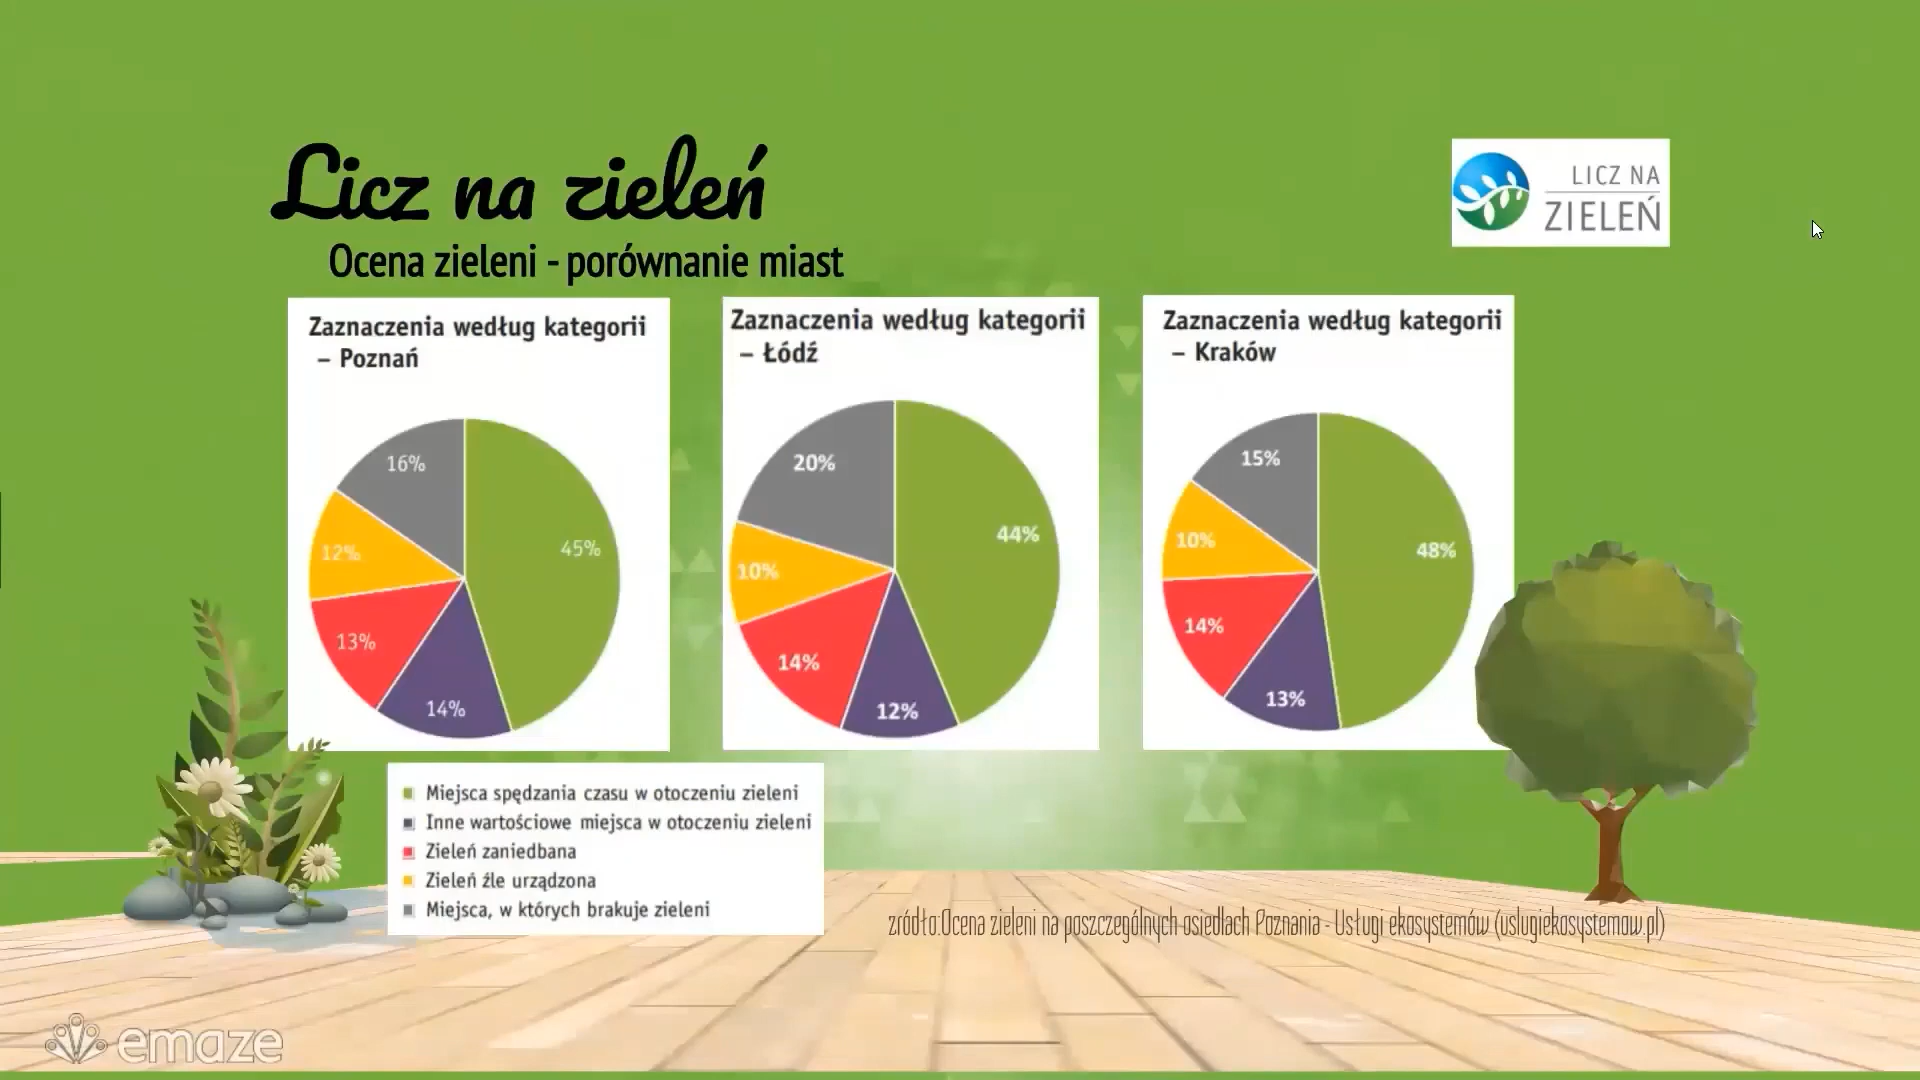 Licz na zieleń
LICZ NA
ZIELEŃ
Ocena zieleni - porównanie miast
Zaznaczenia według kategorii
– Poznań
16%
45%
12%
13%
14%
Zaznaczenia według kategorii
– Łódź
20%
44%
10%
14%
12%
Zaznaczenia według kategorii
– Kraków
15%
48%
10%
14%
13%
Miejsca spędzania czasu w otoczeniu zieleni
Inne wartościowe miejsca w otoczeniu zieleni
Zieleń zaniedbana
Zieleń źle urządzona
Miejsca, w których brakuje zieleni
zródło:Ocena zieleni na poszczególnych osiedlach Poznania - Usługi ekosystemów (uslugiekosystemow.pl)
emaze